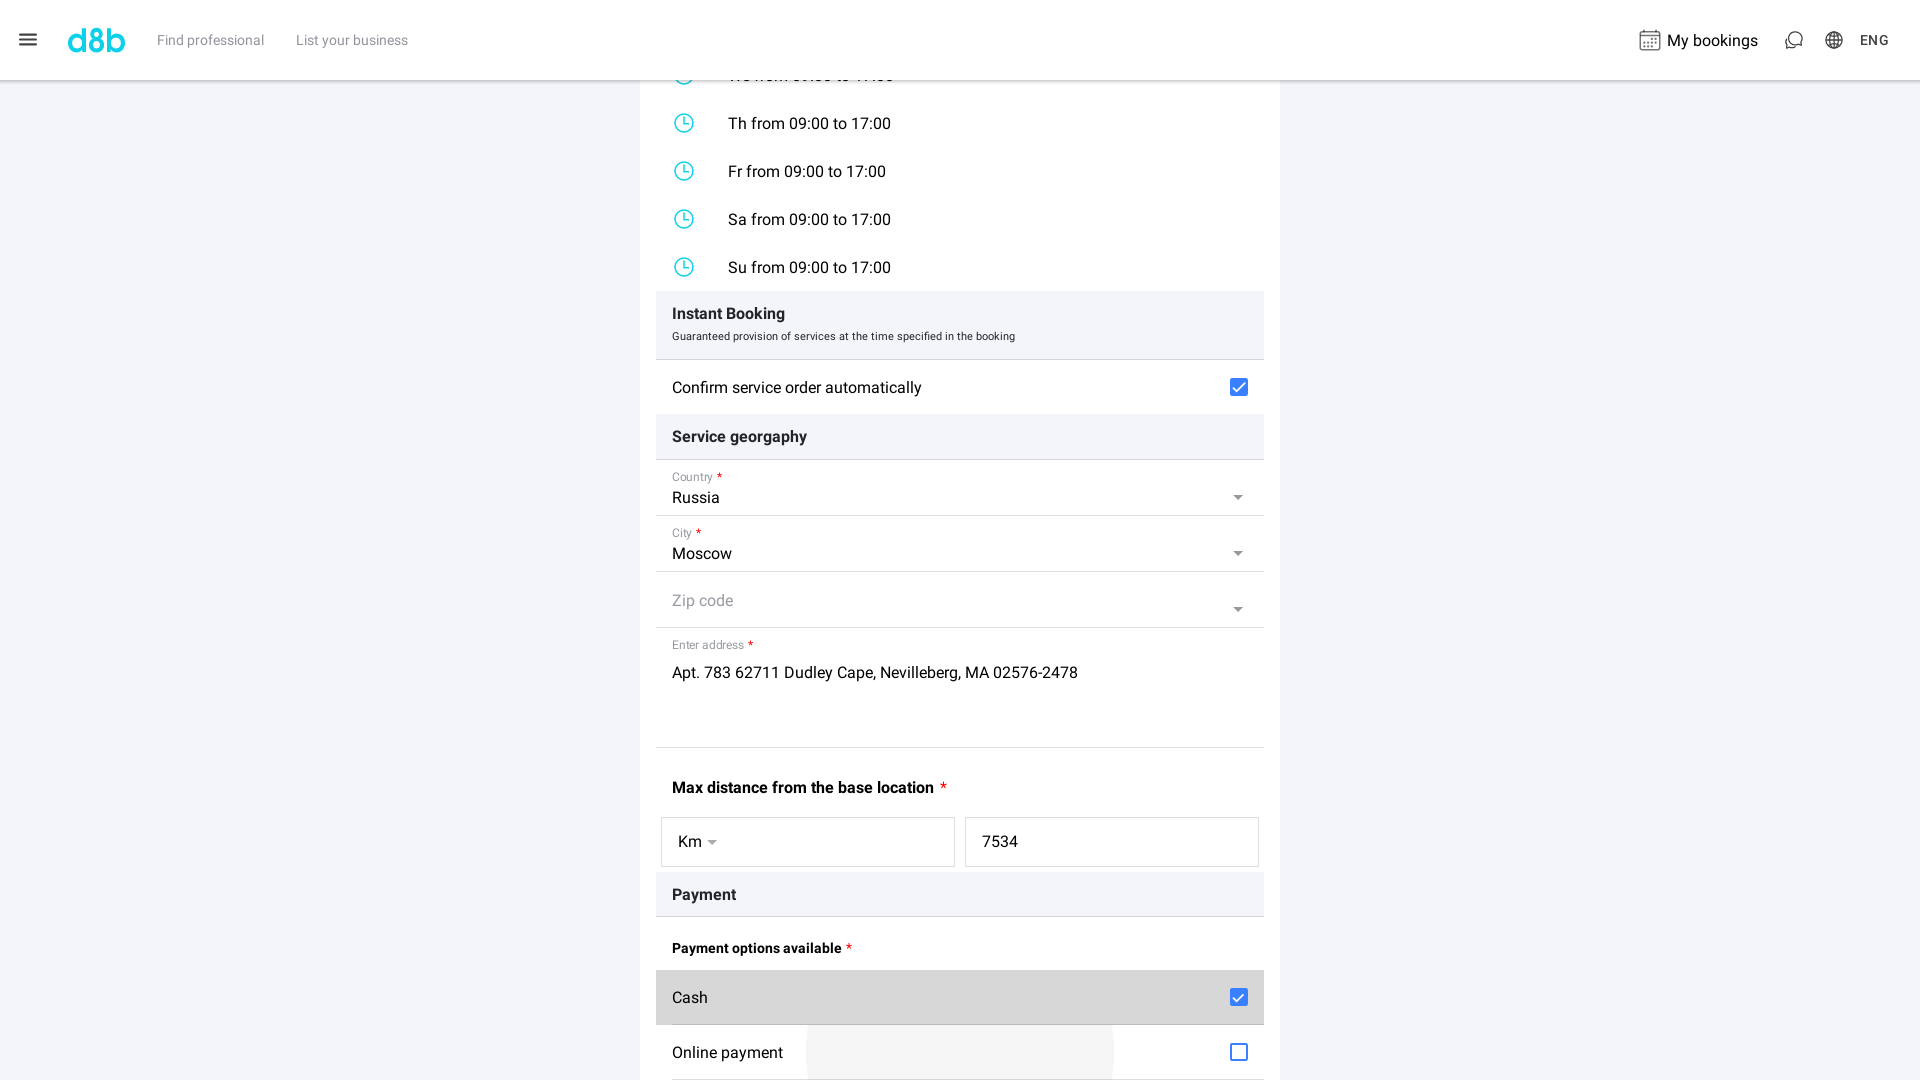 d8b
Find professional
List your business
My bookings
ENG
Th from 09:00 to 17:00
Fr from 09:00 to 17:00
Sa from 09:00 to 17:00
Su from 09:00 to 17:00
Instant Booking
Guaranteed provision of services at the time specified in the booking
Confirm service order automatically
Service georgaphy
Country *
Russia
City *
Moscow
Zip code
Enter address *
Apt. 783 62711 Dudley Cape, Nevilleberg, MA 02576-2478
Max distance from the base location *
Km
7534
Payment
Payment options available *
Cash
Online payment